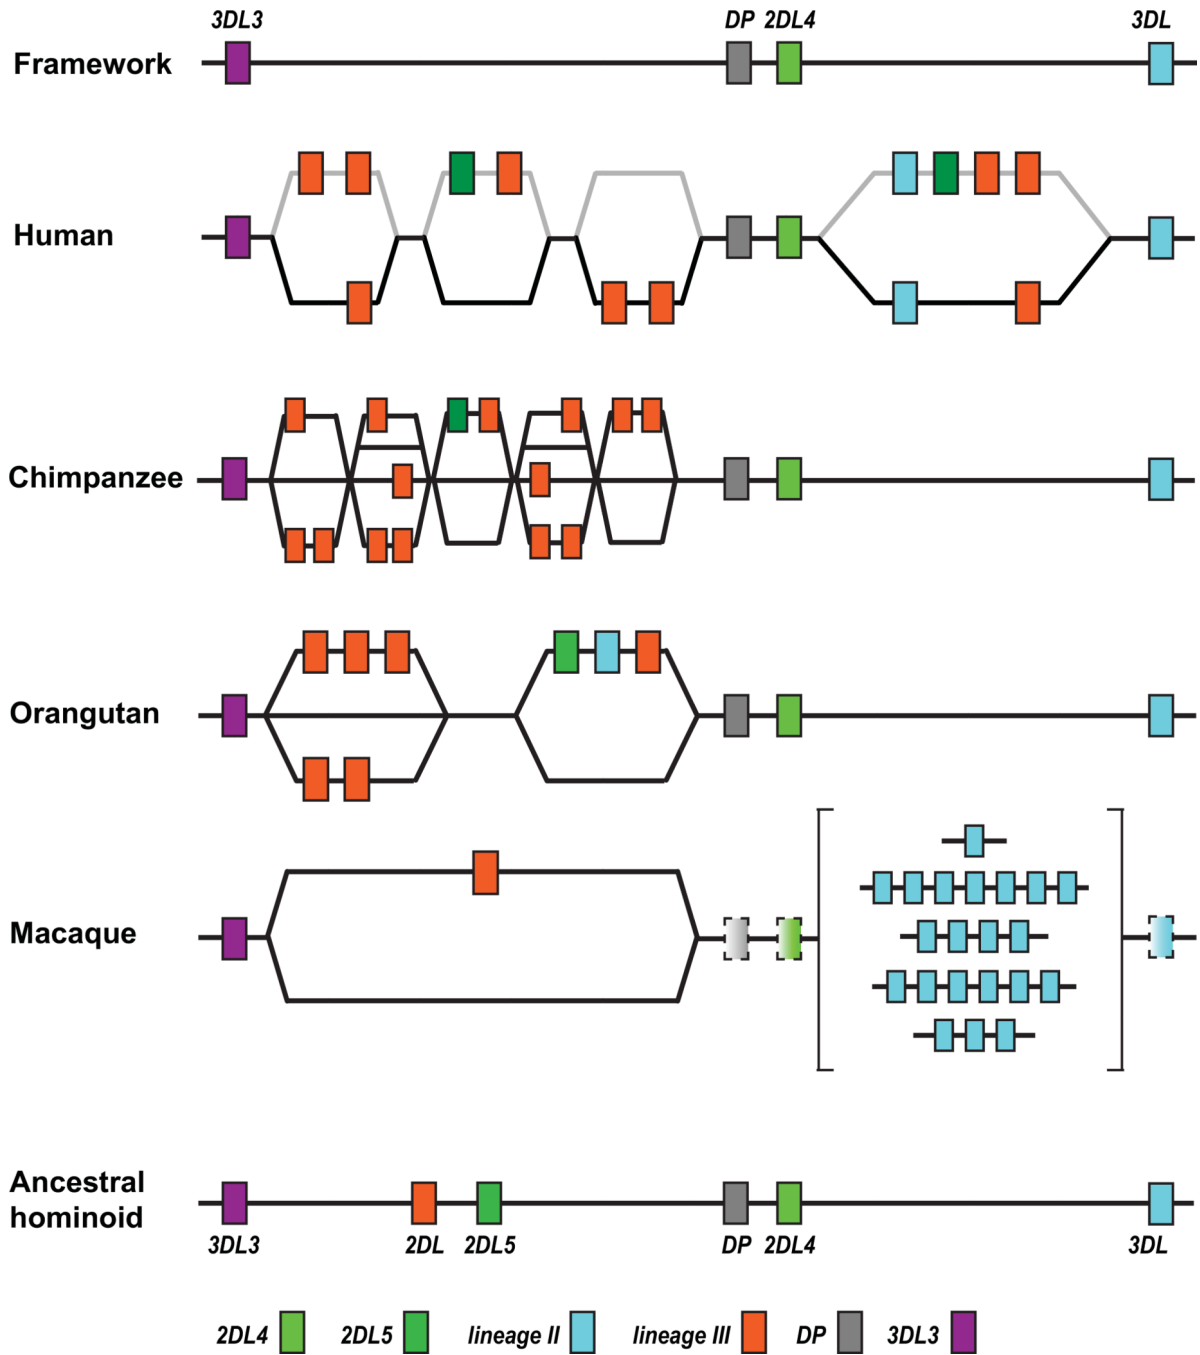 3DL3 DP 2DL4 3DL
Framework
Human
Chimpanzee
Orangutan
Macaque
Ancestral
hominoid
3DL3 2DL 2DL5 DP 2DL4 3DL
2DL4 2DL5 lineage II lineage III DP 3DL3